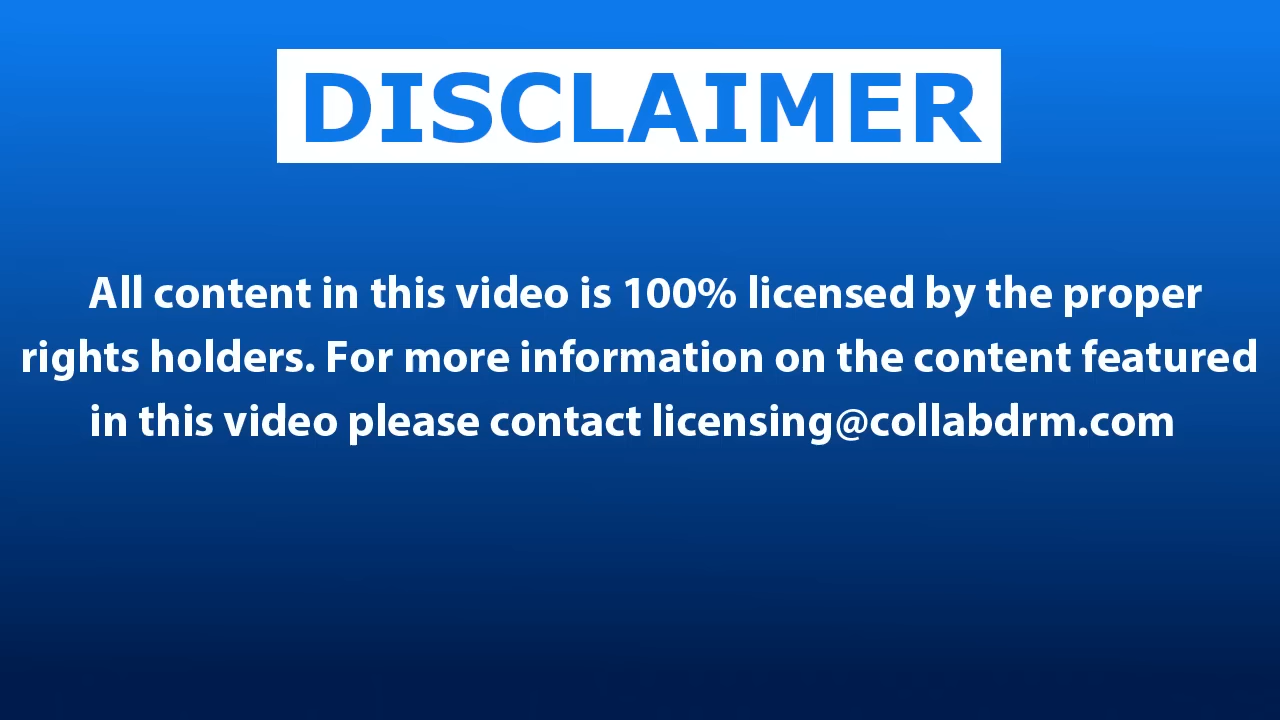 DISCLAIMER
All content in this video is 100% licensed by the proper
rights holders. For more information on the content featured
in this video please contact licensing@collabdrm.com